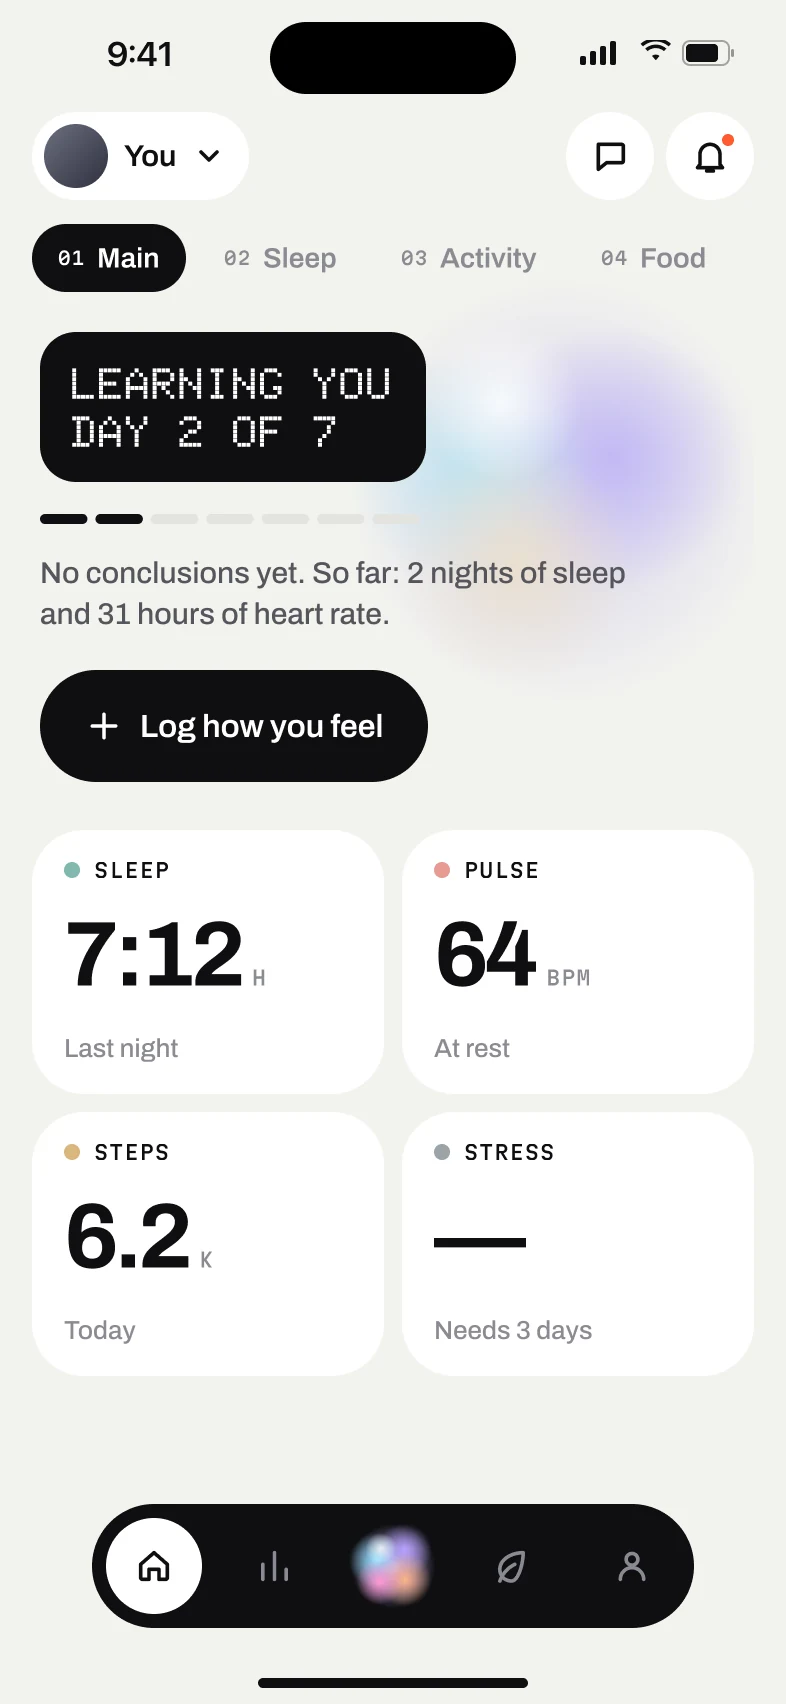 9:41
You
01 Main 02 Sleep 03 Activity 04 Food
LEARNING YOU
DAY 2 OF 7
No conclusions yet. So far: 2 nights of sleep
and 31 hours of heart rate.
+ Log how you feel
SLEEP
7:12 H
Last night
PULSE
64 BPM
At rest
STEPS
6.2 K
Today
STRESS
—
Needs 3 days